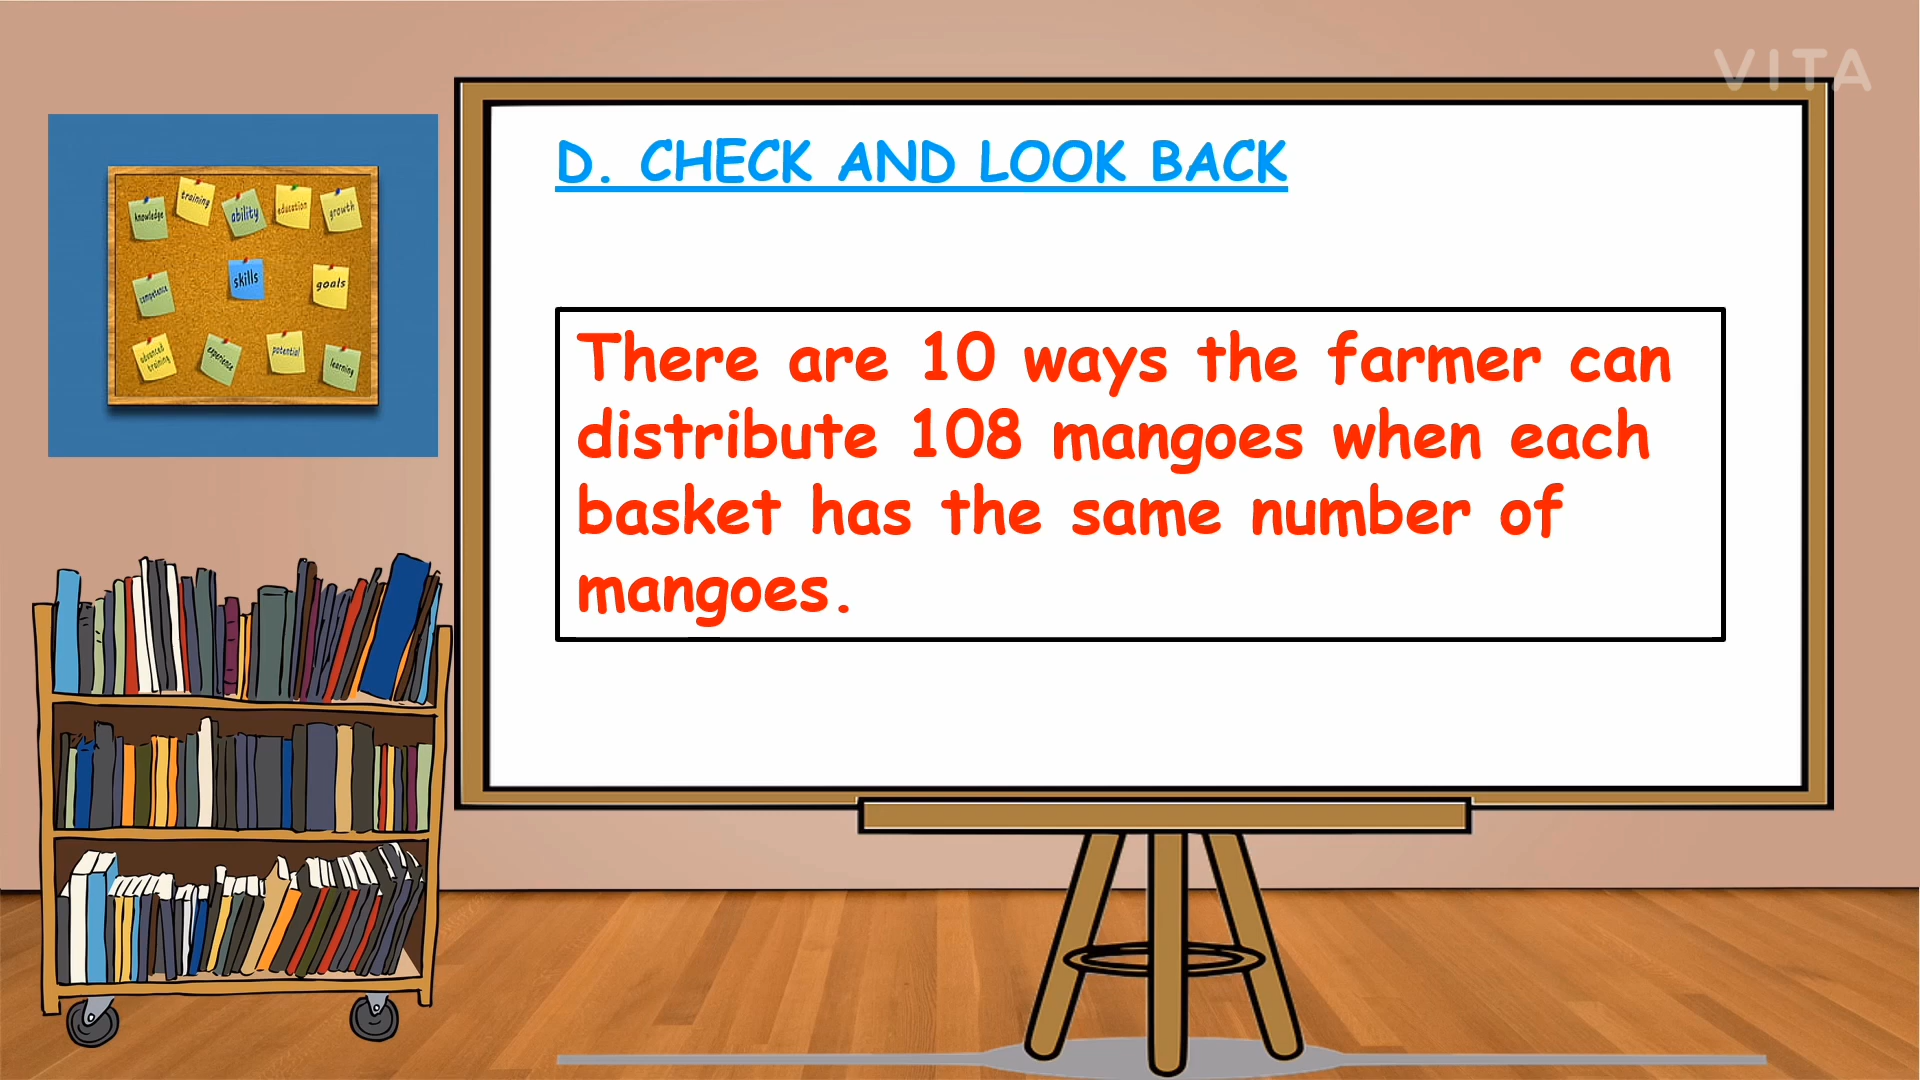 VITA
D. CHECK AND LOOK BACK
knowledge
training
ability
education
growth
competence
skills
goals
advanced
training
experience
potential
learning
There are 10 ways the farmer can
distribute 108 mangoes when each
basket has the same number of
mangoes.